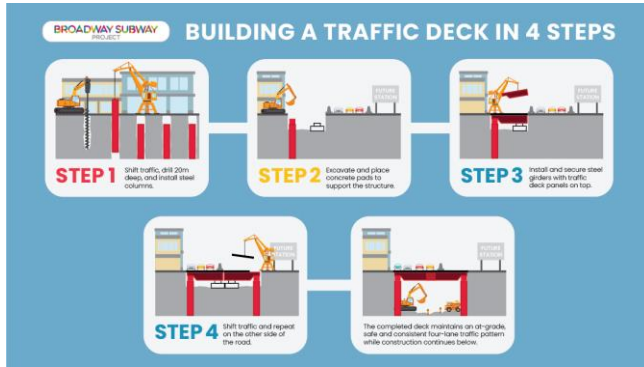 BROADWAY SUBWAY
PROJECT
BUILDING A TRAFFIC DECK IN 4 STEPS
STEP 1
Shift traffic, drill 20m
deep, and install steel
columns.
FUTURE
STATION
STEP 2
Excavate and place
concrete pads to
support the structure.
FUTURE
STATION
STEP 3
Install and secure steel
girders with traffic
deck panels on top.
FUTURE
STATION
STEP 4
Shift traffic and repeat
on the other side of
the road.
FUTURE
STATION
The completed deck maintains an at-grade,
safe and consistent four-lane traffic pattern
while construction continues below.